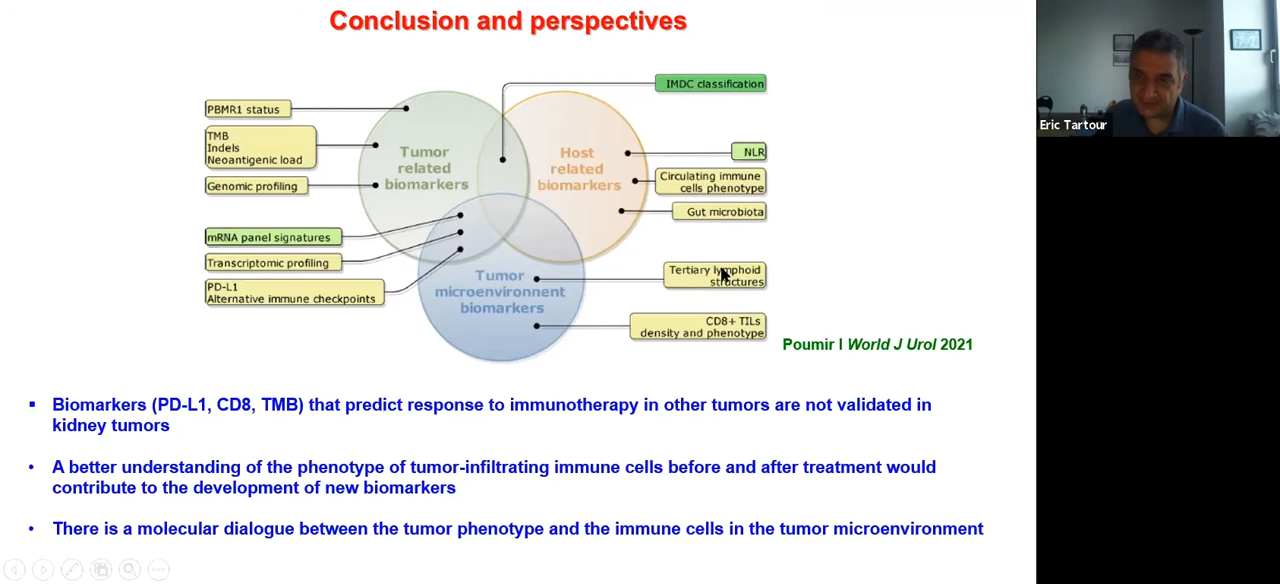 Conclusion and perspectives
IMDC classification
PBMR1 status
TMB
Indels
Neoantigenic load
Genomic profiling
mRNA panel signatures
Transcriptomic profiling
PD-L1
Alternative immune checkpoints
Tumor
related
biomarkers
Host
related
biomarkers
Tumor
microenvironnent
biomarkers
NLR
Circulating immune
cells phenotype
Gut microbiota
Tertiary lymphoid
structures
CD8+ TILs
density and phenotype
Poumir I World J Urol 2021
▪ Biomarkers (PD-L1, CD8, TMB) that predict response to immunotherapy in other tumors are not validated in
kidney tumors
• A better understanding of the phenotype of tumor-infiltrating immune cells before and after treatment would
contribute to the development of new biomarkers
• There is a molecular dialogue between the tumor phenotype and the immune cells in the tumor microenvironment
Eric Tartour